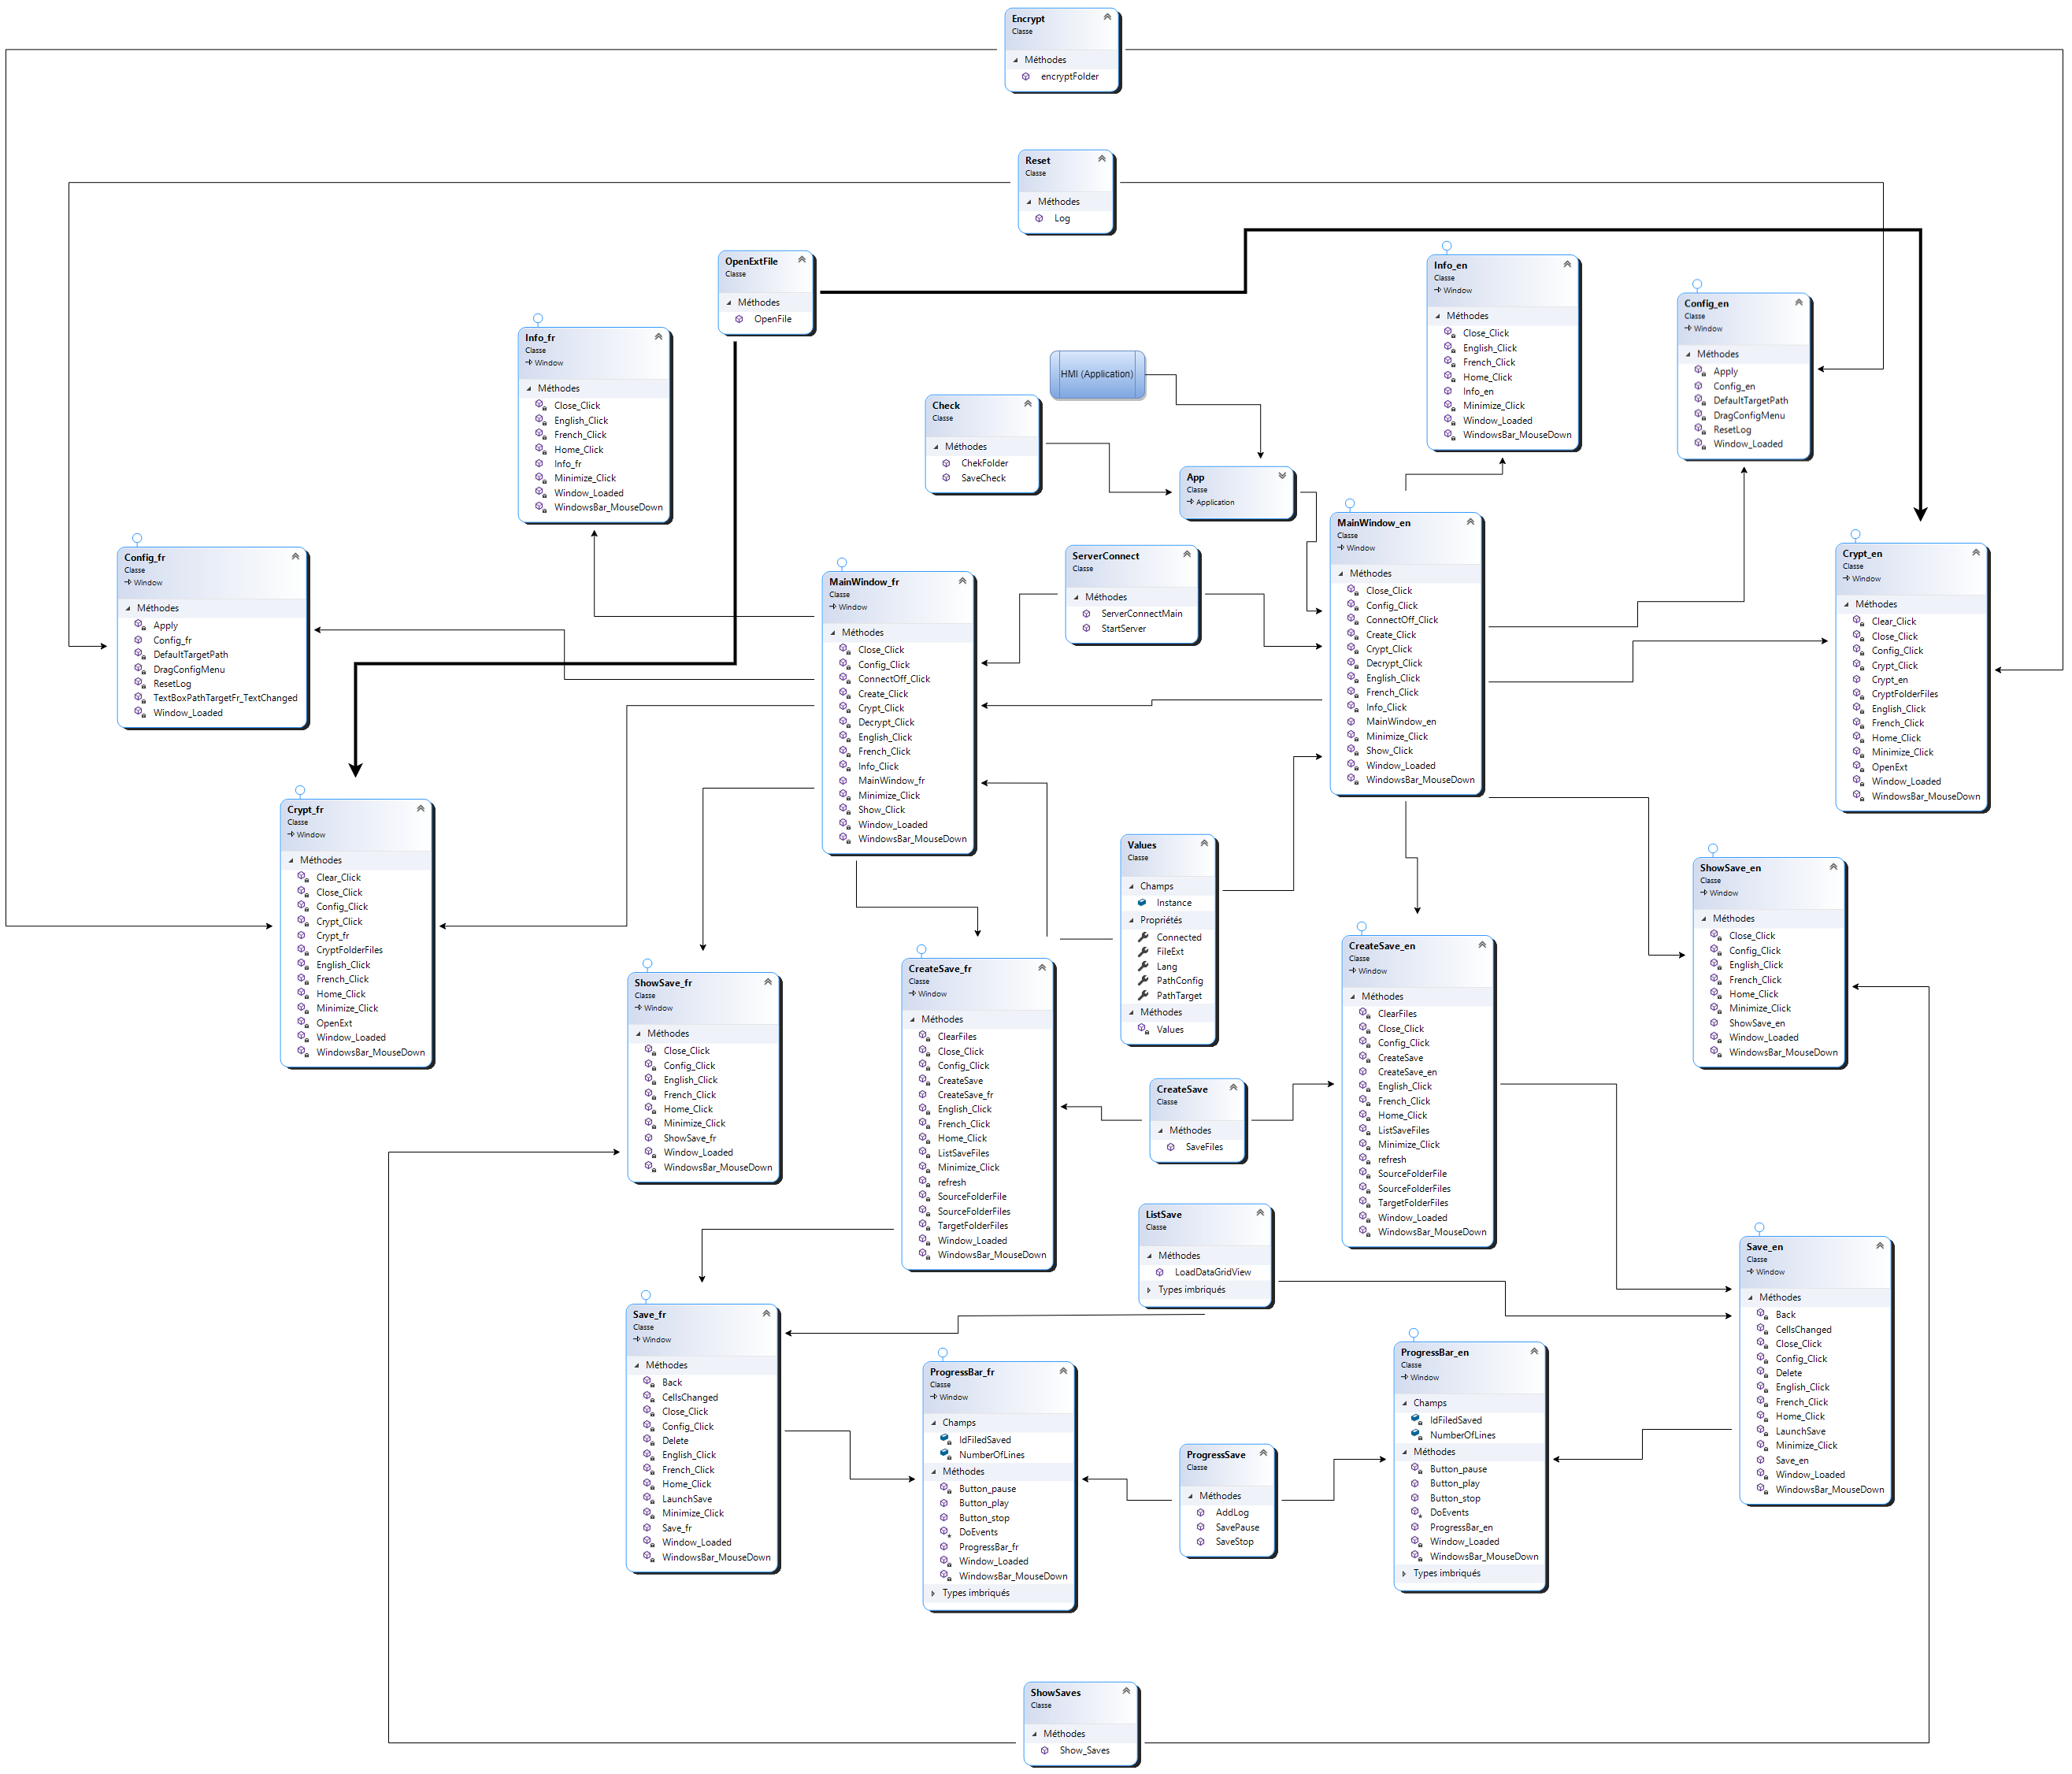 Encrypt
Classe
Méthodes
encryptFolder
Reset
Classe
Méthodes
Log
OpenExtFile
Classe
Méthodes
OpenFile
Info_en
Classe
Window
Méthodes
Close_Click
English_Click
French_Click
Home_Click
Info_en
Minimize_Click
Window_Loaded
WindowsBar_MouseDown
Config_en
Classe
Window
Méthodes
Apply
Config_en
DefaultTargetPath
DragConfigMenu
ResetLog
Window_Loaded
Info_fr
Classe
Window
Méthodes
Close_Click
English_Click
French_Click
Home_Click
Info_fr
Minimize_Click
Window_Loaded
WindowsBar_MouseDown
HMI (Application)
Check
Classe
Méthodes
ChekFolder
SaveCheck
App
Classe
Application
MainWindow_en
Classe
Window
Méthodes
Close_Click
Config_Click
ConnectOff_Click
Create_Click
Crypt_Click
Decrypt_Click
English_Click
French_Click
Info_Click
MainWindow_en
Minimize_Click
Show_Click
Window_Loaded
WindowsBar_MouseDown
Config_fr
Classe
Window
Méthodes
Apply
Config_fr
DefaultTargetPath
DragConfigMenu
ResetLog
TextBoxPathTargetFr_TextChanged
Window_Loaded
MainWindow_fr
Classe
Window
Méthodes
Close_Click
Config_Click
ConnectOff_Click
Create_Click
Crypt_Click
Decrypt_Click
English_Click
French_Click
Info_Click
MainWindow_fr
Minimize_Click
Show_Click
Window_Loaded
WindowsBar_MouseDown
ServerConnect
Classe
Méthodes
ServerConnectMain
StartServer
Crypt_en
Classe
Window
Méthodes
Clear_Click
Close_Click
Config_Click
Crypt_Click
Crypt_en
CryptFolderFiles
English_Click
French_Click
Home_Click
Minimize_Click
OpenExt
Window_Loaded
WindowsBar_MouseDown
Crypt_fr
Classe
Window
Méthodes
Clear_Click
Close_Click
Config_Click
Crypt_Click
Crypt_fr
CryptFolderFiles
English_Click
French_Click
Home_Click
Minimize_Click
OpenExt
Window_Loaded
WindowsBar_MouseDown
Values
Classe
Champs
Instance
Propriétés
Connected
FileExt
Lang
PathConfig
PathTarget
Méthodes
Values
ShowSave_en
Classe
Window
Méthodes
Close_Click
Config_Click
English_Click
French_Click
Home_Click
Minimize_Click
ShowSave_en
Window_Loaded
WindowsBar_MouseDown
ShowSave_fr
Classe
Window
Méthodes
Close_Click
Config_Click
English_Click
French_Click
Home_Click
Minimize_Click
ShowSave_fr
Window_Loaded
WindowsBar_MouseDown
CreateSave_fr
Classe
Window
Méthodes
ClearFiles
Close_Click
Config_Click
CreateSave
CreateSave_fr
English_Click
French_Click
Home_Click
ListSaveFiles
Minimize_Click
refresh
SourceFolderFile
SourceFolderFiles
TargetFolderFiles
Window_Loaded
WindowsBar_MouseDown
CreateSave_en
Classe
Window
Méthodes
ClearFiles
Close_Click
Config_Click
CreateSave
CreateSave_en
English_Click
French_Click
Home_Click
ListSaveFiles
Minimize_Click
refresh
SourceFolderFile
SourceFolderFiles
TargetFolderFiles
Window_Loaded
WindowsBar_MouseDown
CreateSave
Classe
Méthodes
SaveFiles
ListSave
Classe
Méthodes
LoadDataGridView
Types imbriqués
Save_en
Classe
Window
Méthodes
Back
CellsChanged
Close_Click
Config_Click
Delete
English_Click
French_Click
Home_Click
LaunchSave
Minimize_Click
Save_en
Window_Loaded
WindowsBar_MouseDown
Save_fr
Classe
Window
Méthodes
Back
CellsChanged
Close_Click
Config_Click
Delete
English_Click
French_Click
Home_Click
LaunchSave
Minimize_Click
Save_fr
Window_Loaded
WindowsBar_MouseDown
ProgressBar_fr
Classe
Window
Champs
IdFiledSaved
NumberOfLines
Méthodes
Button_pause
Button_play
Button_stop
DoEvents
ProgressBar_fr
Window_Loaded
WindowsBar_MouseDown
Types imbriqués
ProgressSave
Classe
Méthodes
AddLog
SavePause
SaveStop
ProgressBar_en
Classe
Window
Champs
IdFiledSaved
NumberOfLines
Méthodes
Button_pause
Button_play
Button_stop
DoEvents
ProgressBar_en
Window_Loaded
WindowsBar_MouseDown
Types imbriqués
ShowSaves
Classe
Méthodes
Show_Saves